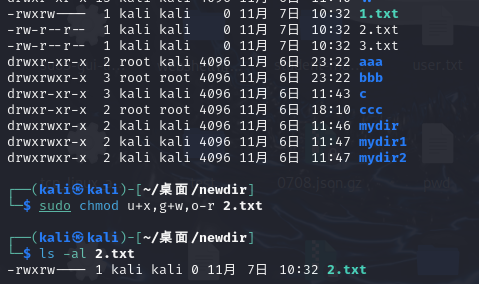 -rwxrw---- 1 kali kali    0 11月  7日 10:32 1.txt
-rw-r--r-- 1 kali kali    0 11月  7日 10:32 2.txt
-rw-r--r-- 1 kali kali    0 11月  7日 10:32 3.txt
drwxr-xr-x 2 root kali 4096 11月  6日 23:22 aaa
drwxrwxr-x 3 root root 4096 11月  6日 23:22 bbb
drwxr-xr-x 3 kali kali 4096 11月  6日 11:43 c
drwxr-xr-x 2 root root 4096 11月  6日 18:10 ccc
drwxrwxr-x 2 kali kali 4096 11月  6日 11:46 mydir
drwxrwxr-x 2 kali kali 4096 11月  6日 11:47 mydir1
drwxrwxr-x 2 kali kali 4096 11月  6日 11:47 mydir2
┌──(kali㉿kali)-[~/桌面/newdir]
└─$ sudo chmod u+x,g+w,o-r 2.txt
┌──(kali㉿kali)-[~/桌面/newdir]
└─$ ls -al 2.txt
-rwxrw---- 1 kali kali 0 11月  7日 10:32 2.txt
user.txt
0708.jsqn.gz